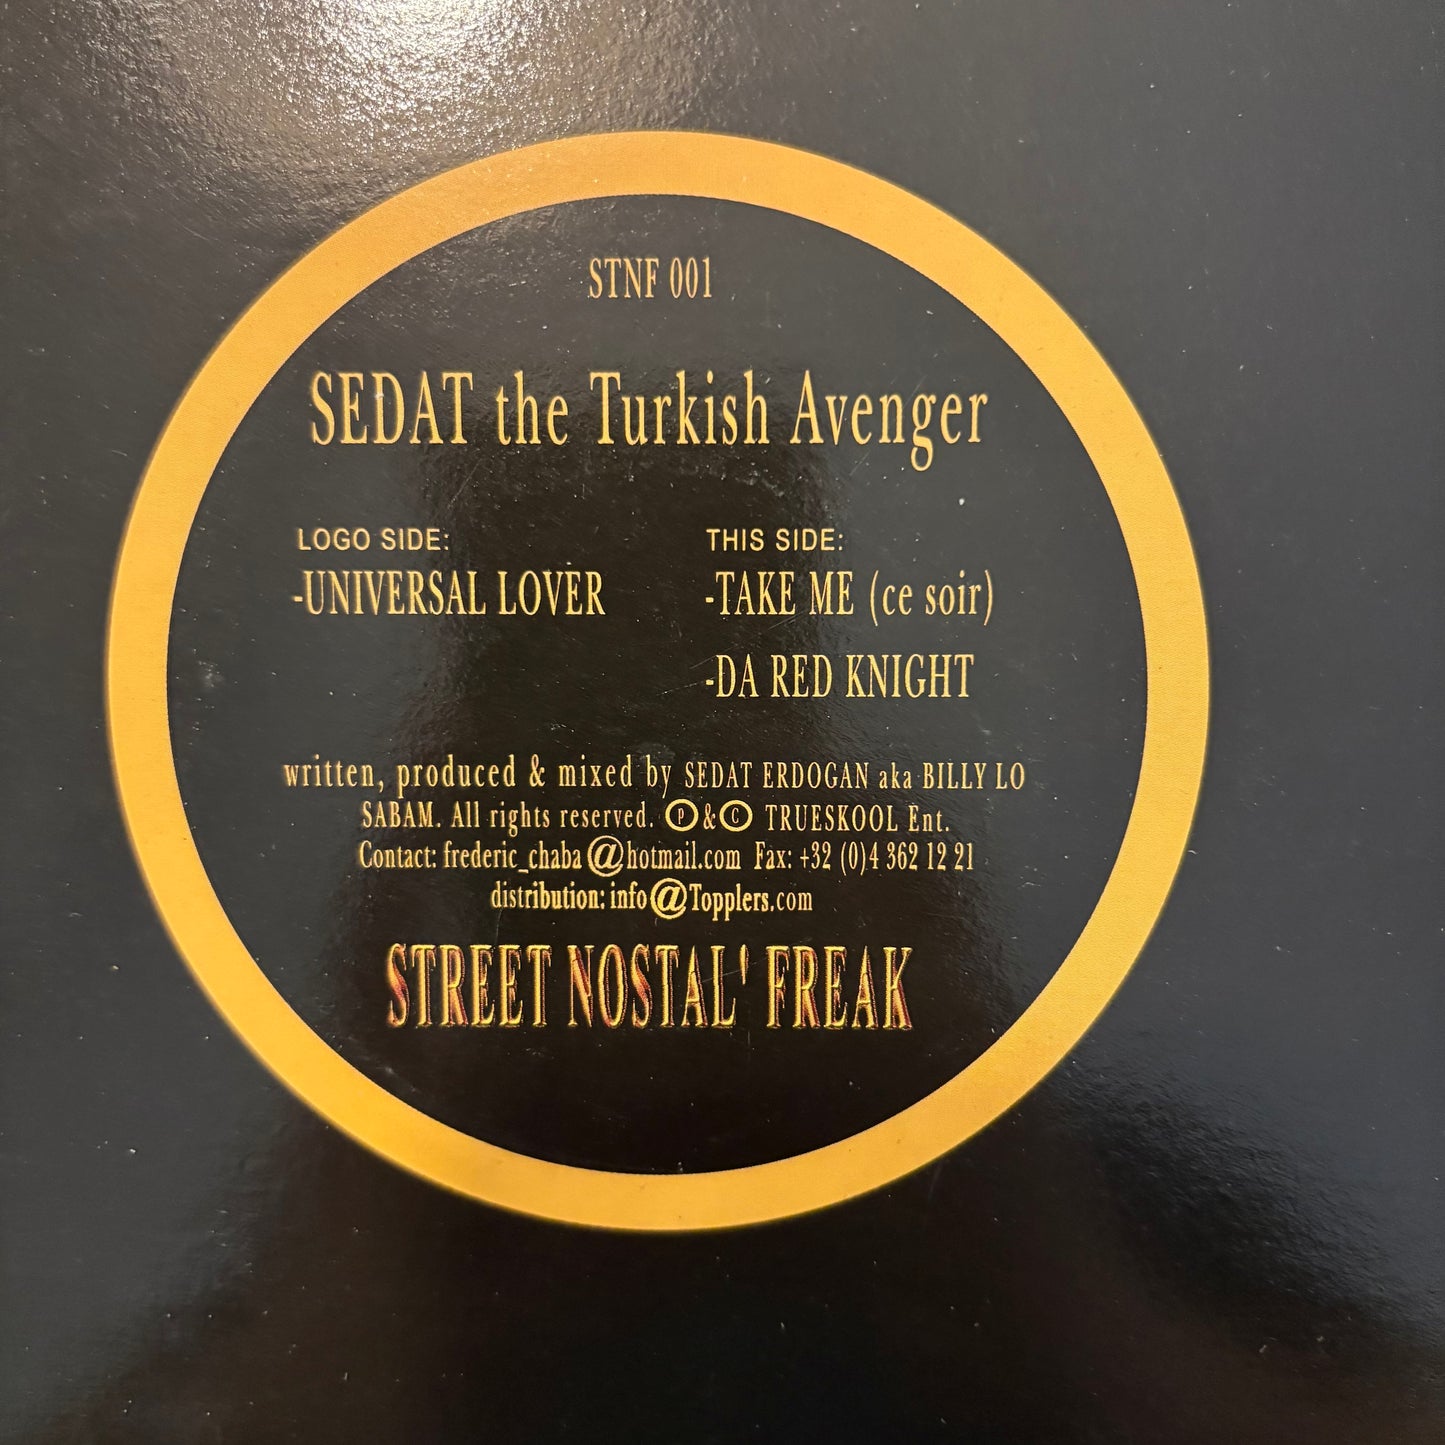 STNF 001
SEDAT the Turkish Avenger
LOGO SIDE:
-UNIVERSAL LOVER
THIS SIDE:
-TAKE ME (ce soir)
-DA RED KNIGHT
written, produced & mixed by SEDAT ERDOGAN aka BILLY LO
SABAM. All rights reserved. Ⓟ&Ⓒ TRUESKOOL Ent.
Contact: frederic_chaba@hotmail.com Fax: +32 (0)4 362 12 21
distribution: info@Topplers.com
STREET NOSTAL' FREAK